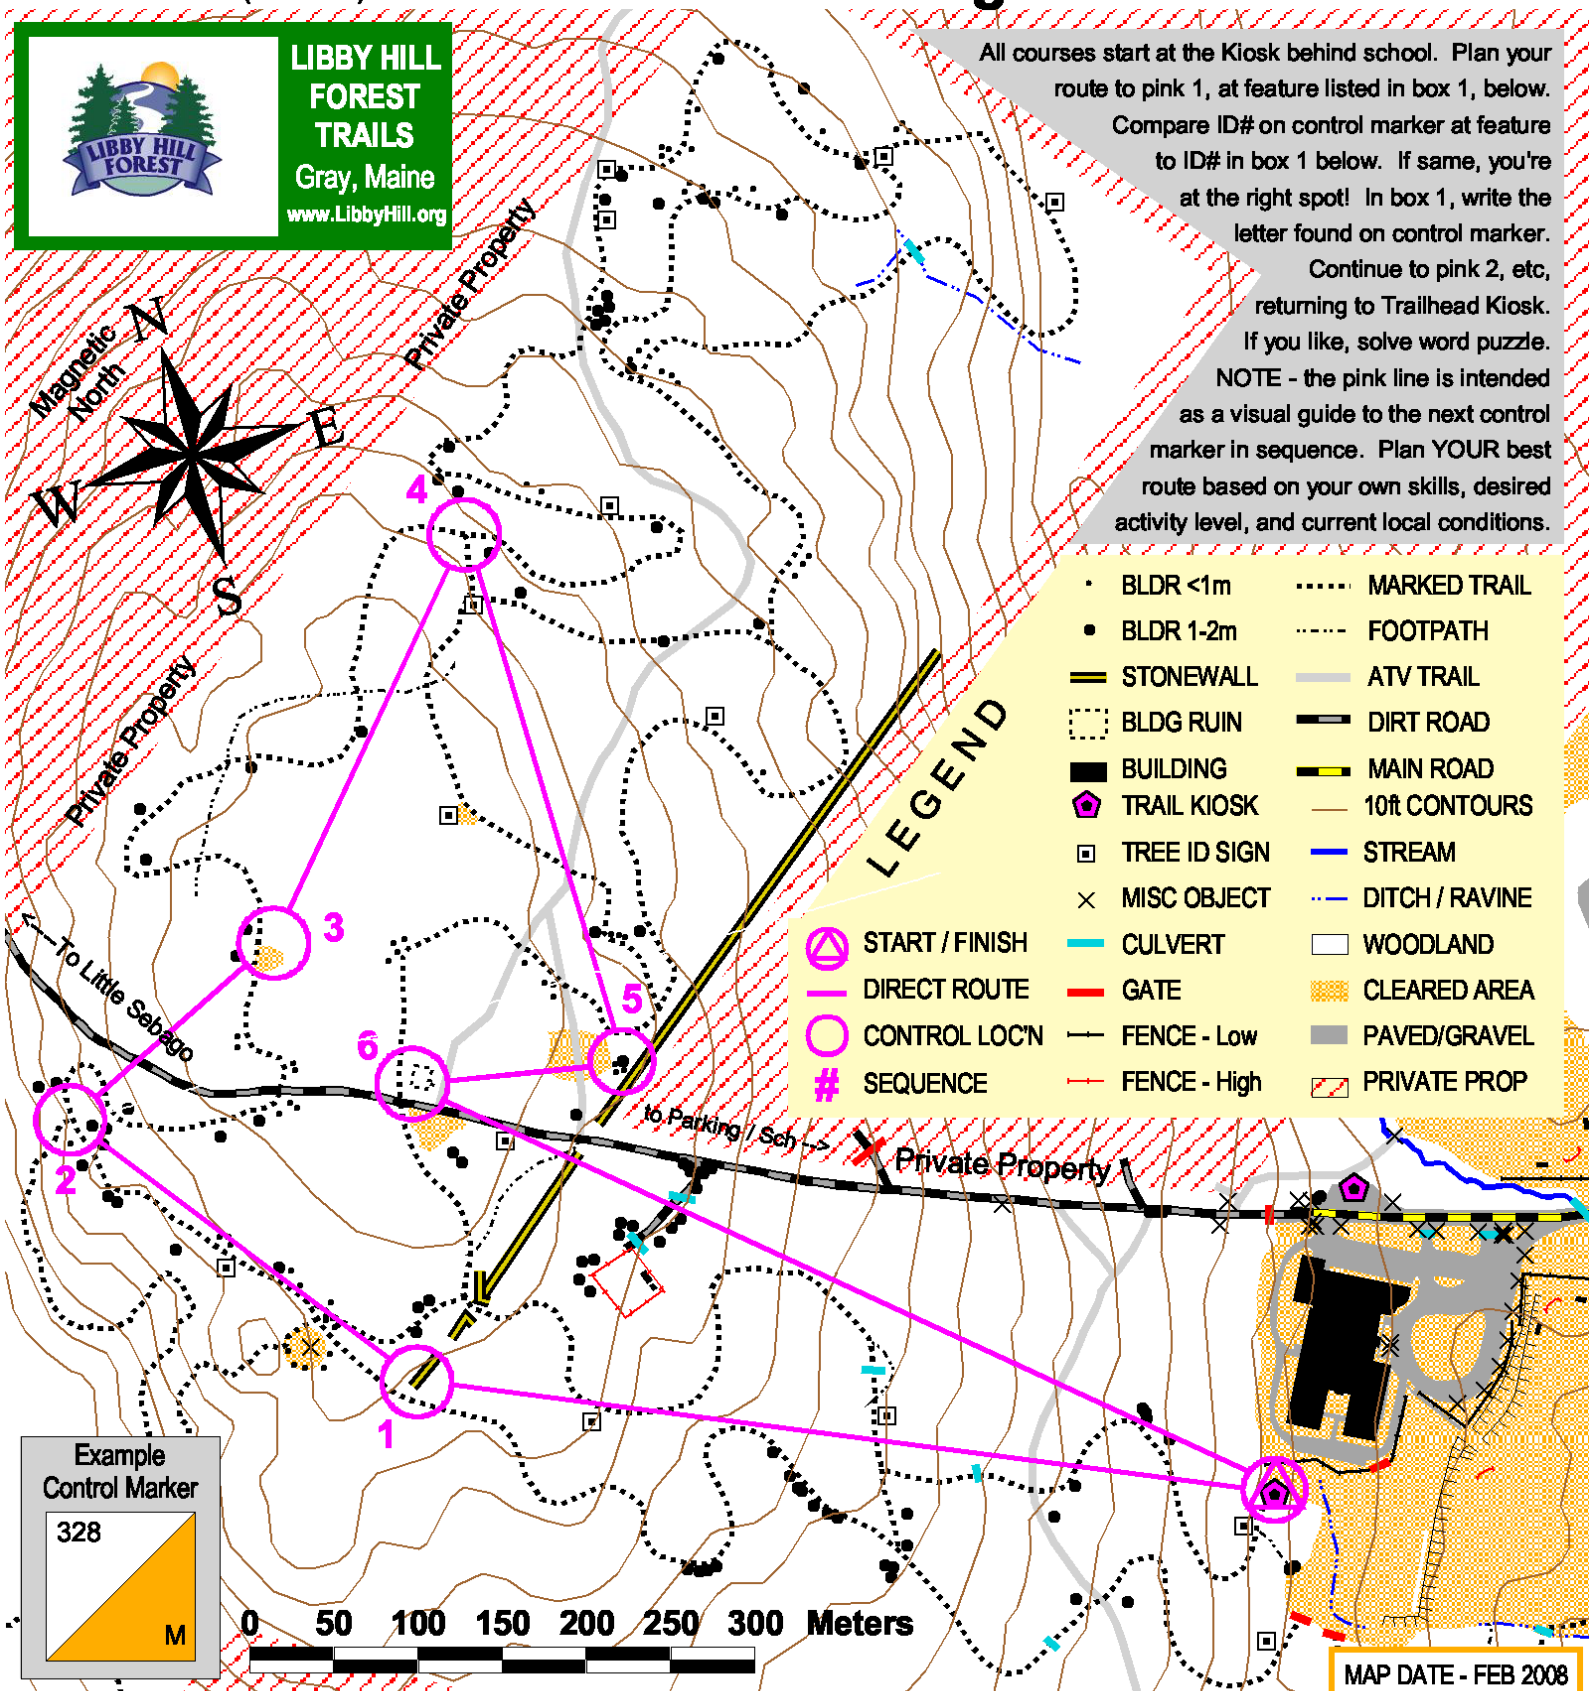 LIBBY HILL
FOREST
TRAILS
Gray, Maine
www.LibbyHill.org
LIBBY HILL
FOREST
All courses start at the Kiosk behind school. Plan your
route to pink 1, at feature listed in box 1, below.
Compare ID# on control marker at feature
to ID# in box 1 below. If same, you're
at the right spot! In box 1, write the
letter found on control marker.
Continue to pink 2, etc,
returning to Trailhead Kiosk.
If you like, solve word puzzle.
NOTE - the pink line is intended
as a visual guide to the next control
marker in sequence. Plan YOUR best
route based on your own skills, desired
activity level, and current local conditions.
Private Property
Magnetic
North
N
E
W
S
Private Property
4
3
5
6
2
1
<--To Little Sebago
to Parking / Sch -->
Private Property
LEGEND
BLDR <1m
BLDR 1-2m
STONEWALL
BLDG RUIN
BUILDING
TRAIL KIOSK
TREE ID SIGN
MISC OBJECT
CULVERT
GATE
FENCE - Low
FENCE - High
MARKED TRAIL
FOOTPATH
ATV TRAIL
DIRT ROAD
MAIN ROAD
10ft CONTOURS
STREAM
DITCH / RAVINE
WOODLAND
CLEARED AREA
PAVED/GRAVEL
PRIVATE PROP
START / FINISH
DIRECT ROUTE
CONTROL LOC'N
# SEQUENCE
Example
Control Marker
328
M
0 50 100 150 200 250 300 Meters
MAP DATE - FEB 2008